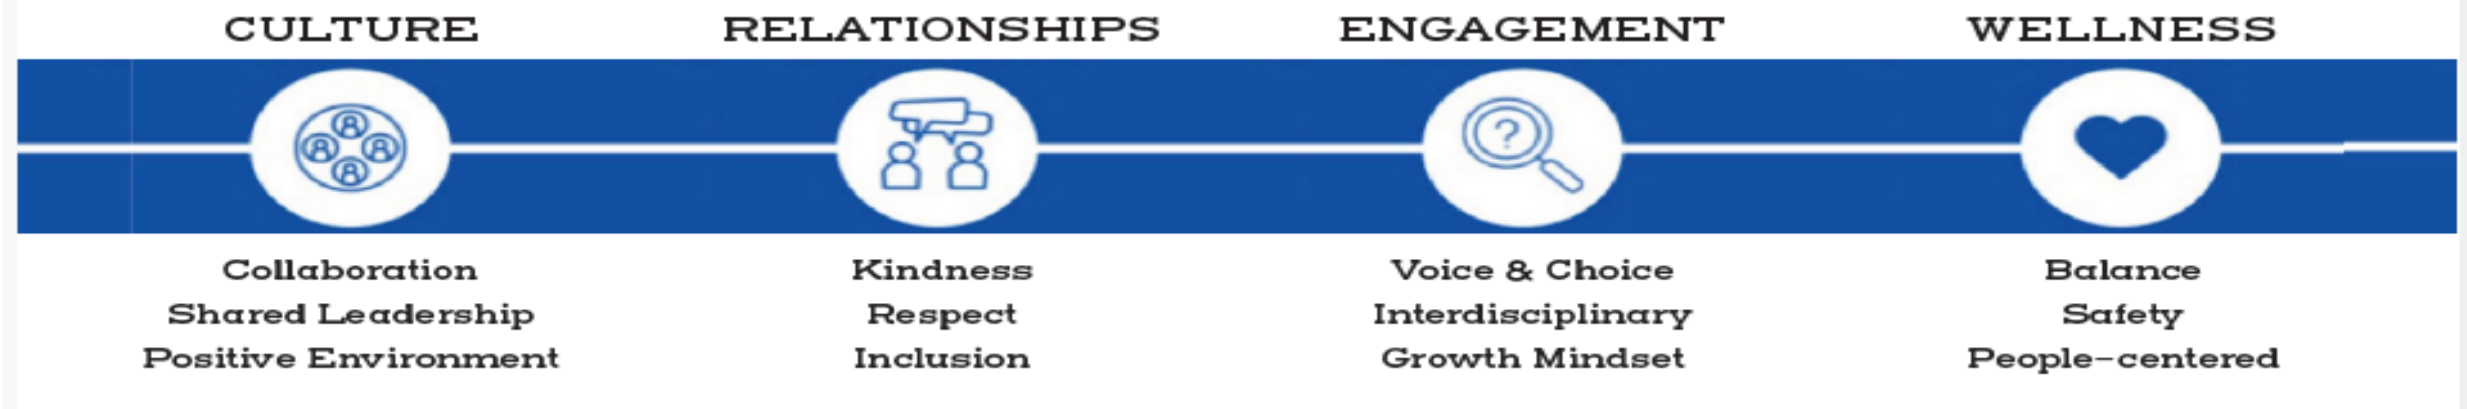 CULTURE
Collaboration
Shared Leadership
Positive Environment
RELATIONSHIPS
Kindness
Respect
Inclusion
ENGAGEMENT
?
Voice & Choice
Interdisciplinary
Growth Mindset
WELLNESS
Balance
Safety
People-centered